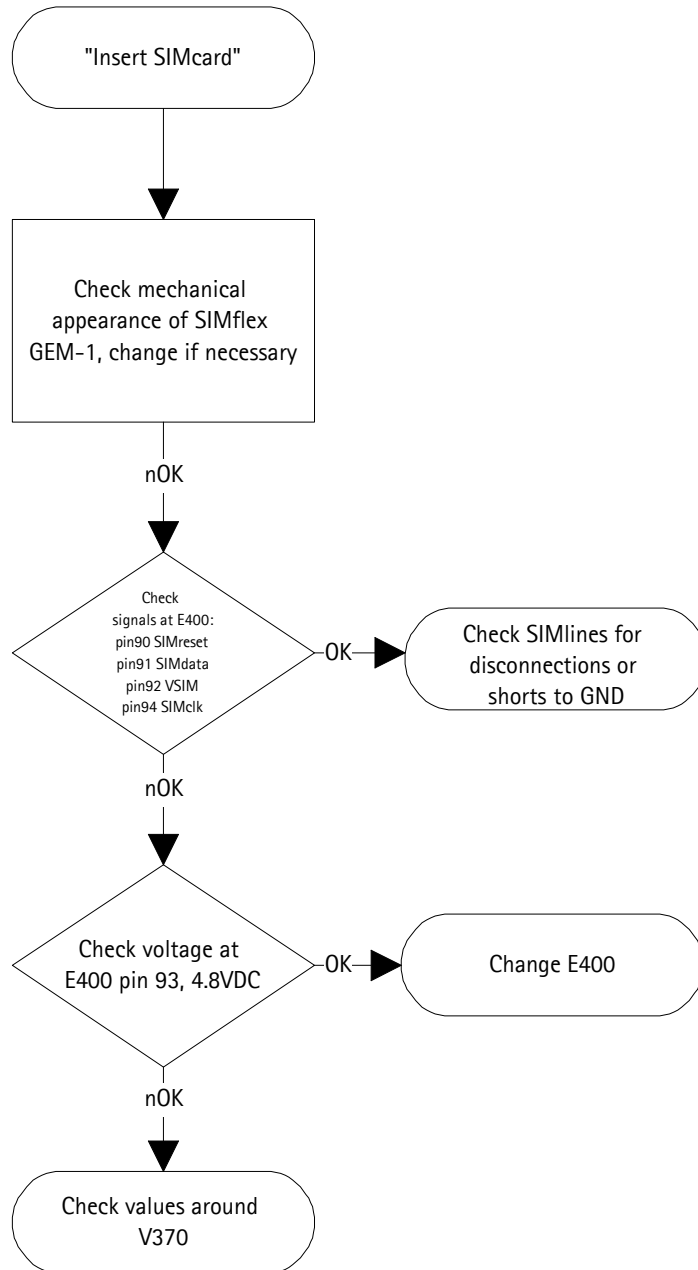 "Insert SIMcard"
Check mechanical
appearance of SIMflex
GEM-1, change if necessary
nOK
Check
signals at E400:
pin90 SIMreset
pin91 SIMdata
pin92 VSIM
pin94 SIMclk
OK
Check SIMlines for
disconnections or
shorts to GND
nOK
Check voltage at
E400 pin 93, 4.8VDC
OK
Change E400
nOK
Check values around
V370